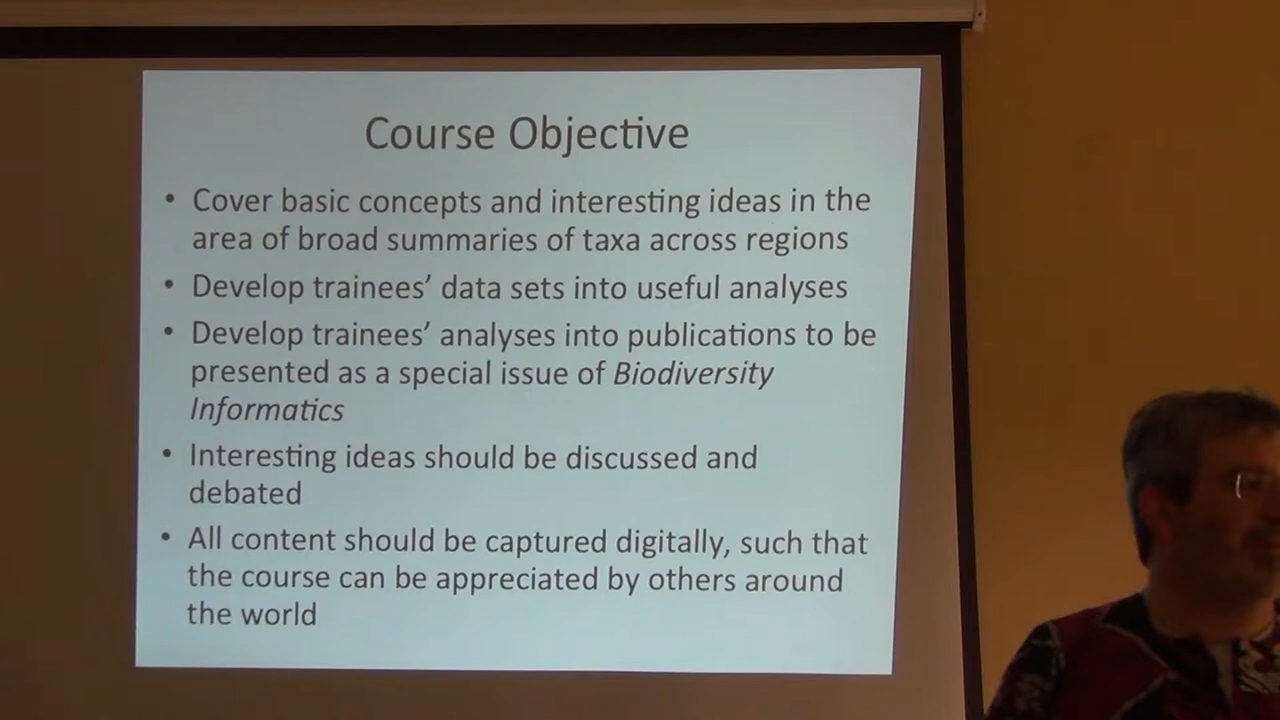 Course Objective
• Cover basic concepts and interesting ideas in the
area of broad summaries of taxa across regions
• Develop trainees’ data sets into useful analyses
• Develop trainees’ analyses into publications to be
presented as a special issue of Biodiversity
Informatics
• Interesting ideas should be discussed and
debated
• All content should be captured digitally, such that
the course can be appreciated by others around
the world